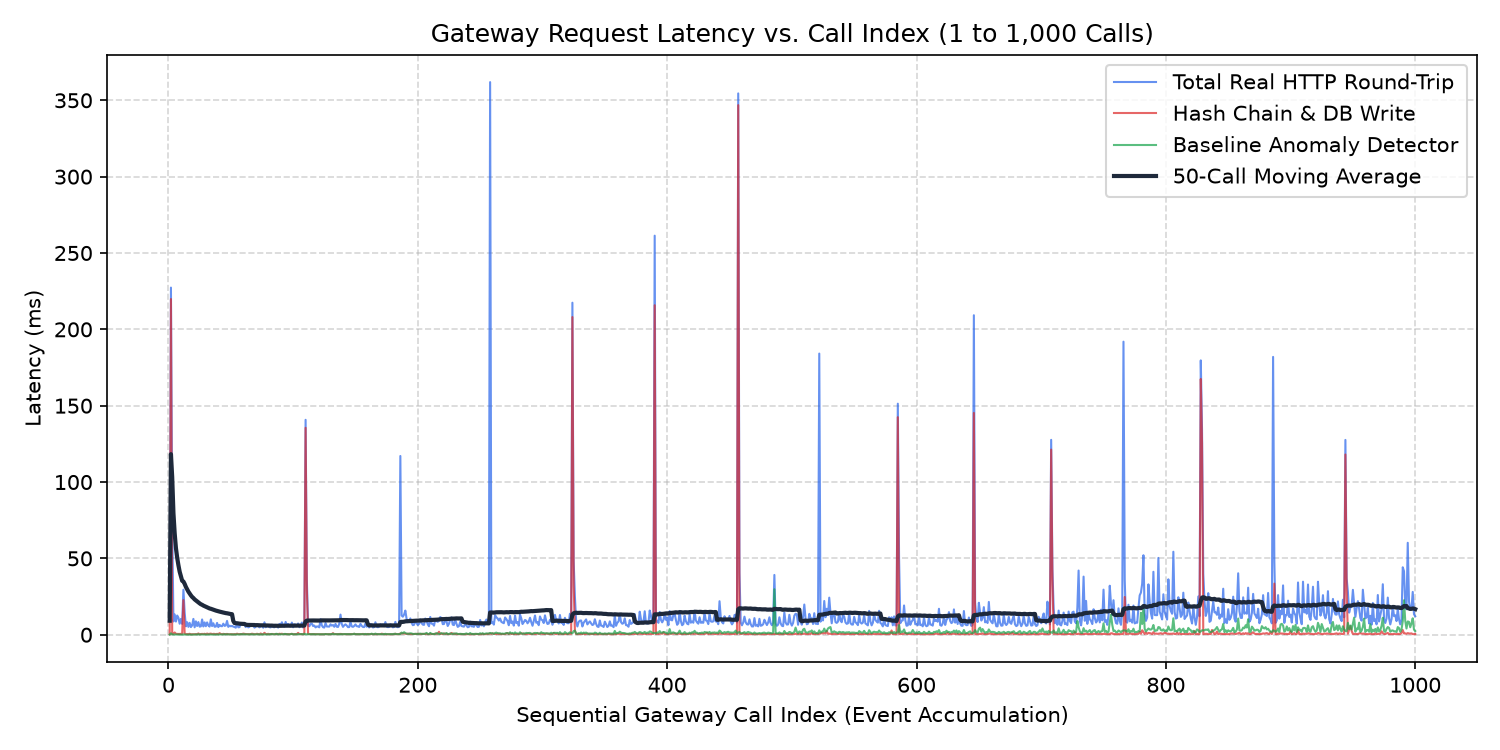 Gateway Request Latency vs. Call Index (1 to 1,000 Calls)
Total Real HTTP Round-Trip
Hash Chain & DB Write
Baseline Anomaly Detector
50-Call Moving Average
Latency (ms)
350
300
250
200
150
100
50
0
0 200 400 600 800 1000
Sequential Gateway Call Index (Event Accumulation)